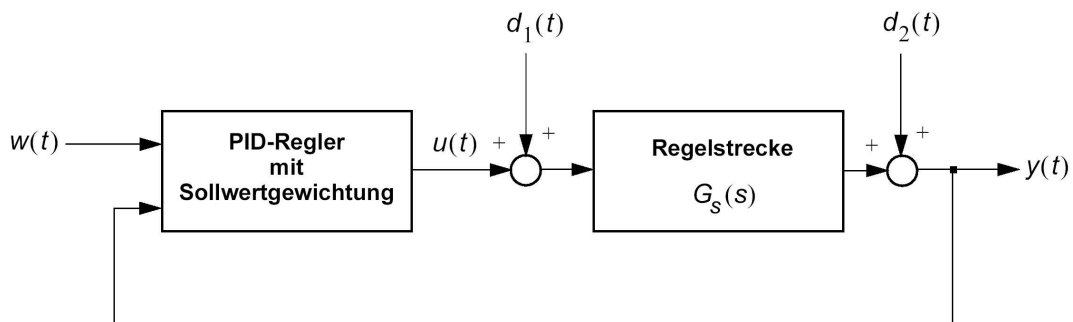 d1(t)
d2(t)
w(t)
PID-Regler
mit
Sollwertgewichtung
u(t)
+
+
Regelstrecke
Gs(s)
+
+
y(t)